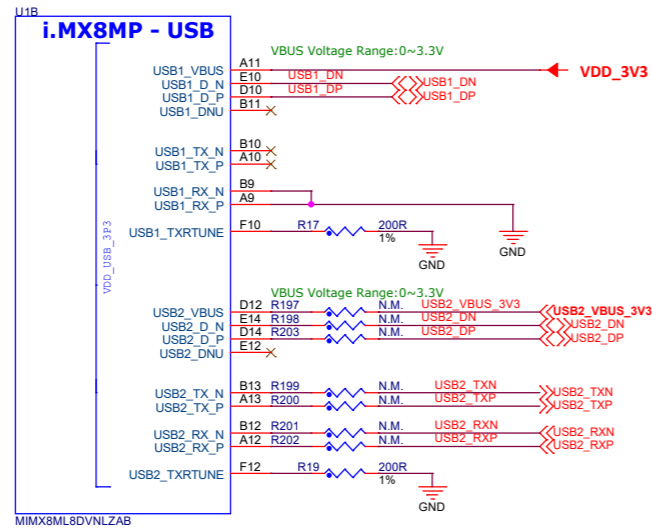 U1B
i.MX8MP - USB
VBUS Voltage Range:0~3.3V
USB1_VBUS A11 VDD_3V3
USB1_D_N E10 USB1_DN USB1_DN
USB1_D_P D10 USB1_DP USB1_DP
USB1_DNU B11
USB1_TX_N B10
USB1_TX_P A10
USB1_RX_N B9
USB1_RX_P A9
USB1_TXRTUNE F10 R17 200R
1%
GND
GND
VDD_USB_3P3
VBUS Voltage Range:0~3.3V
USB2_VBUS D12 R197 N.M. USB2_VBUS_3V3 USB2_VBUS_3V3
USB2_D_N E14 R198 N.M. USB2_DN USB2_DN
USB2_D_P D14 R203 N.M. USB2_DP USB2_DP
USB2_DNU E12
USB2_TX_N B13 R199 N.M. USB2_TXN USB2_TXN
USB2_TX_P A13 R200 N.M. USB2_TXP USB2_TXP
USB2_RX_N B12 R201 N.M. USB2_RXN USB2_RXN
USB2_RX_P A12 R202 N.M. USB2_RXP USB2_RXP
USB2_TXRTUNE F12 R19 200R
1%
GND
MIMX8ML8DVNLZAB